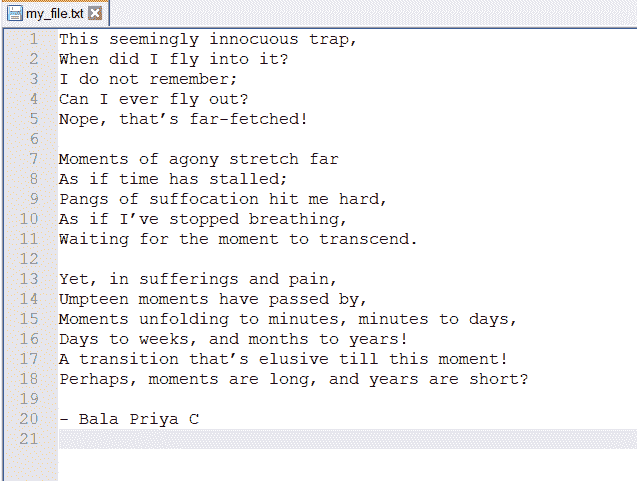 my_file.txt
1 This seemingly innocuous trap,
2 When did I fly into it?
3 I do not remember;
4 Can I ever fly out?
5 Nope, that’s far-fetched!
6
7 Moments of agony stretch far
8 As if time has stalled;
9 Pangs of suffocation hit me hard,
10 As if I’ve stopped breathing,
11 Waiting for the moment to transcend.
12
13 Yet, in sufferings and pain,
14 Umpteen moments have passed by,
15 Moments unfolding to minutes, minutes to days,
16 Days to weeks, and months to years!
17 A transition that’s elusive till this moment!
18 Perhaps, moments are long, and years are short?
19
20 - Bala Priya C
21